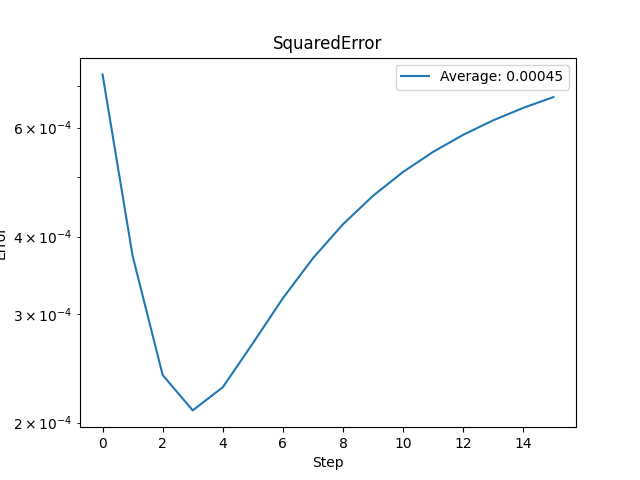 SquaredError
Average: 0.00045
6 × 10⁻⁴
4 × 10⁻⁴
3 × 10⁻⁴
2 × 10⁻⁴
Error
0 2 4 6 8 10 12 14
Step